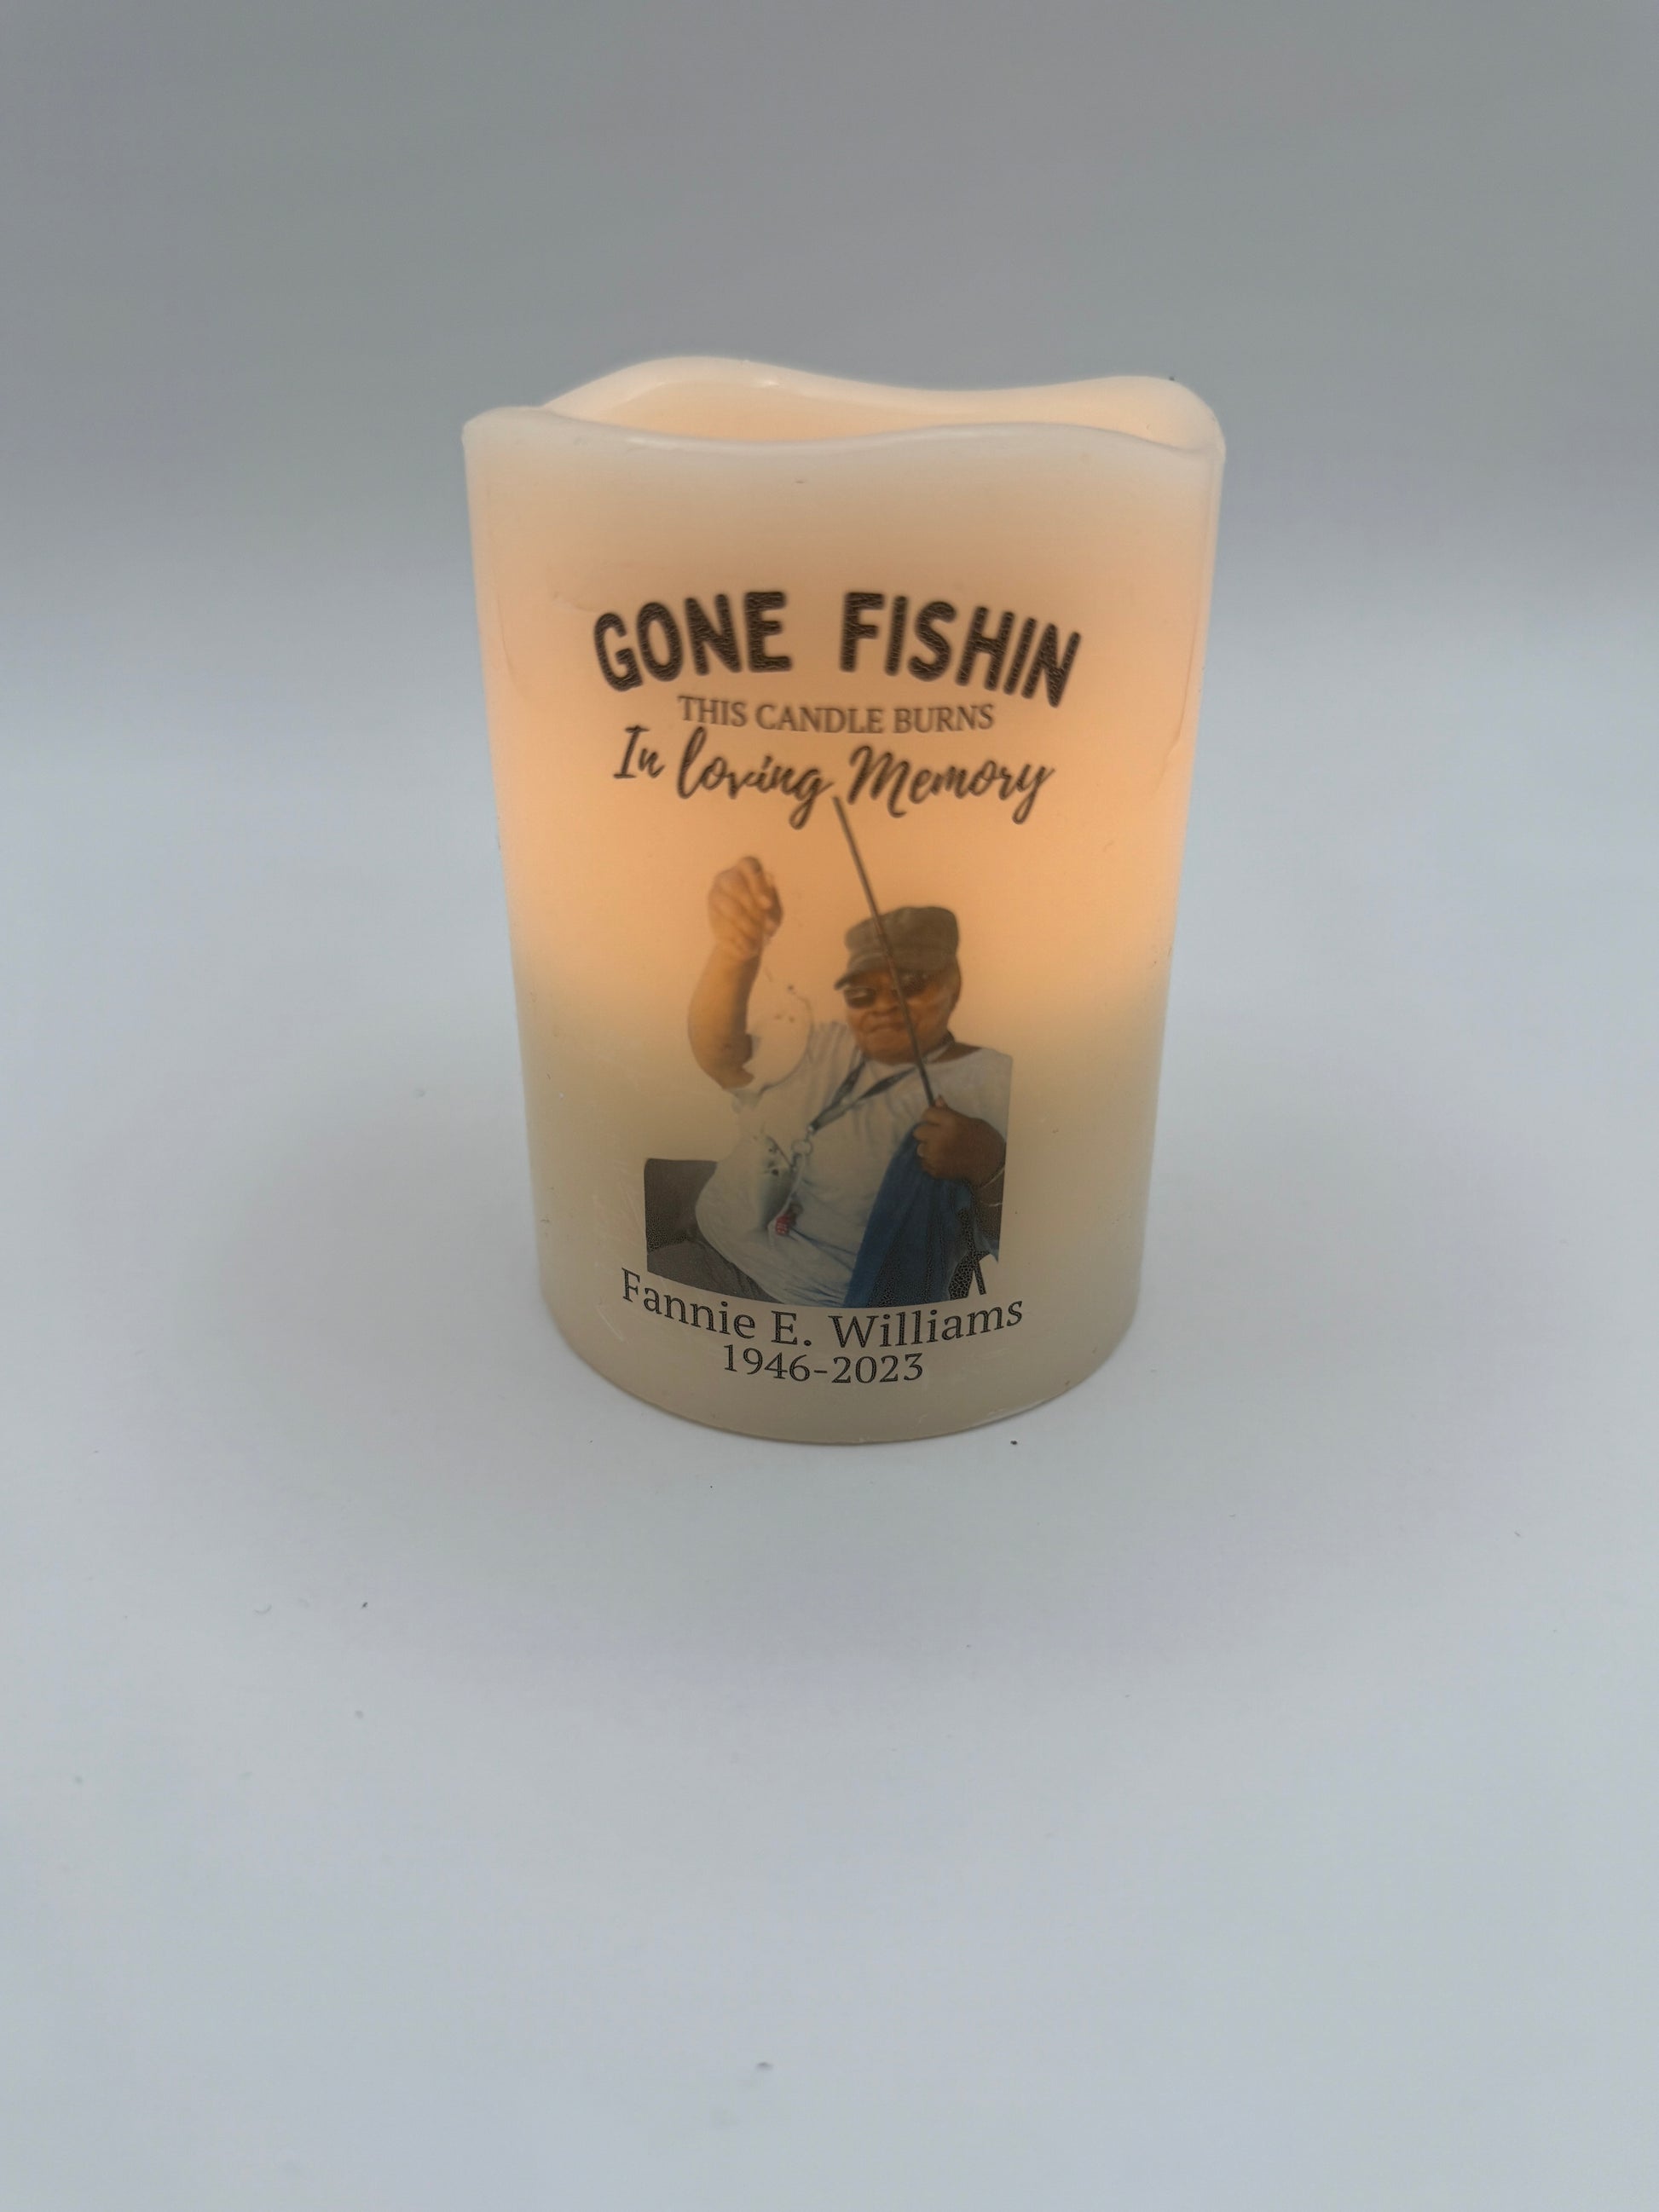 GONE FISHIN
THIS CANDLE BURNS
In loving Memory
Fannie E. Williams
1946-2023